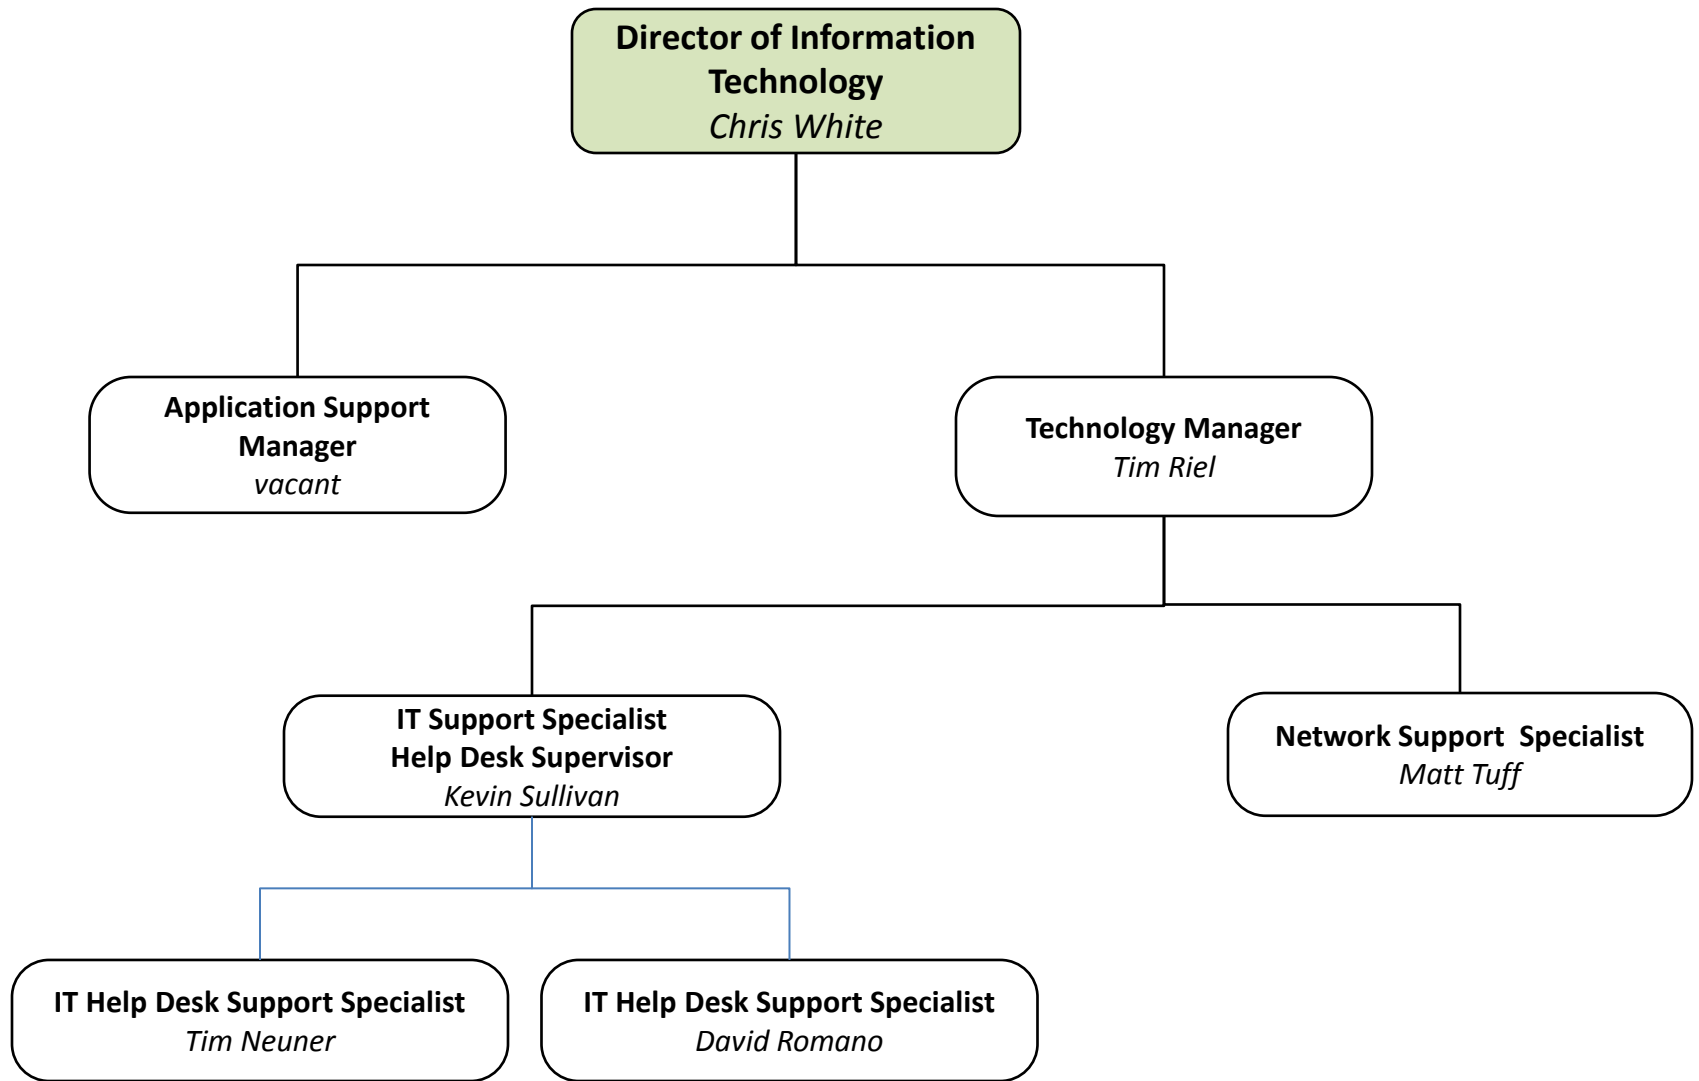 Director of Information
Technology
Chris White
Application Support
Manager
vacant
Technology Manager
Tim Riel
IT Support Specialist
Help Desk Supervisor
Kevin Sullivan
Network Support  Specialist
Matt Tuff
IT Help Desk Support Specialist
Tim Neuner
IT Help Desk Support Specialist
David Romano